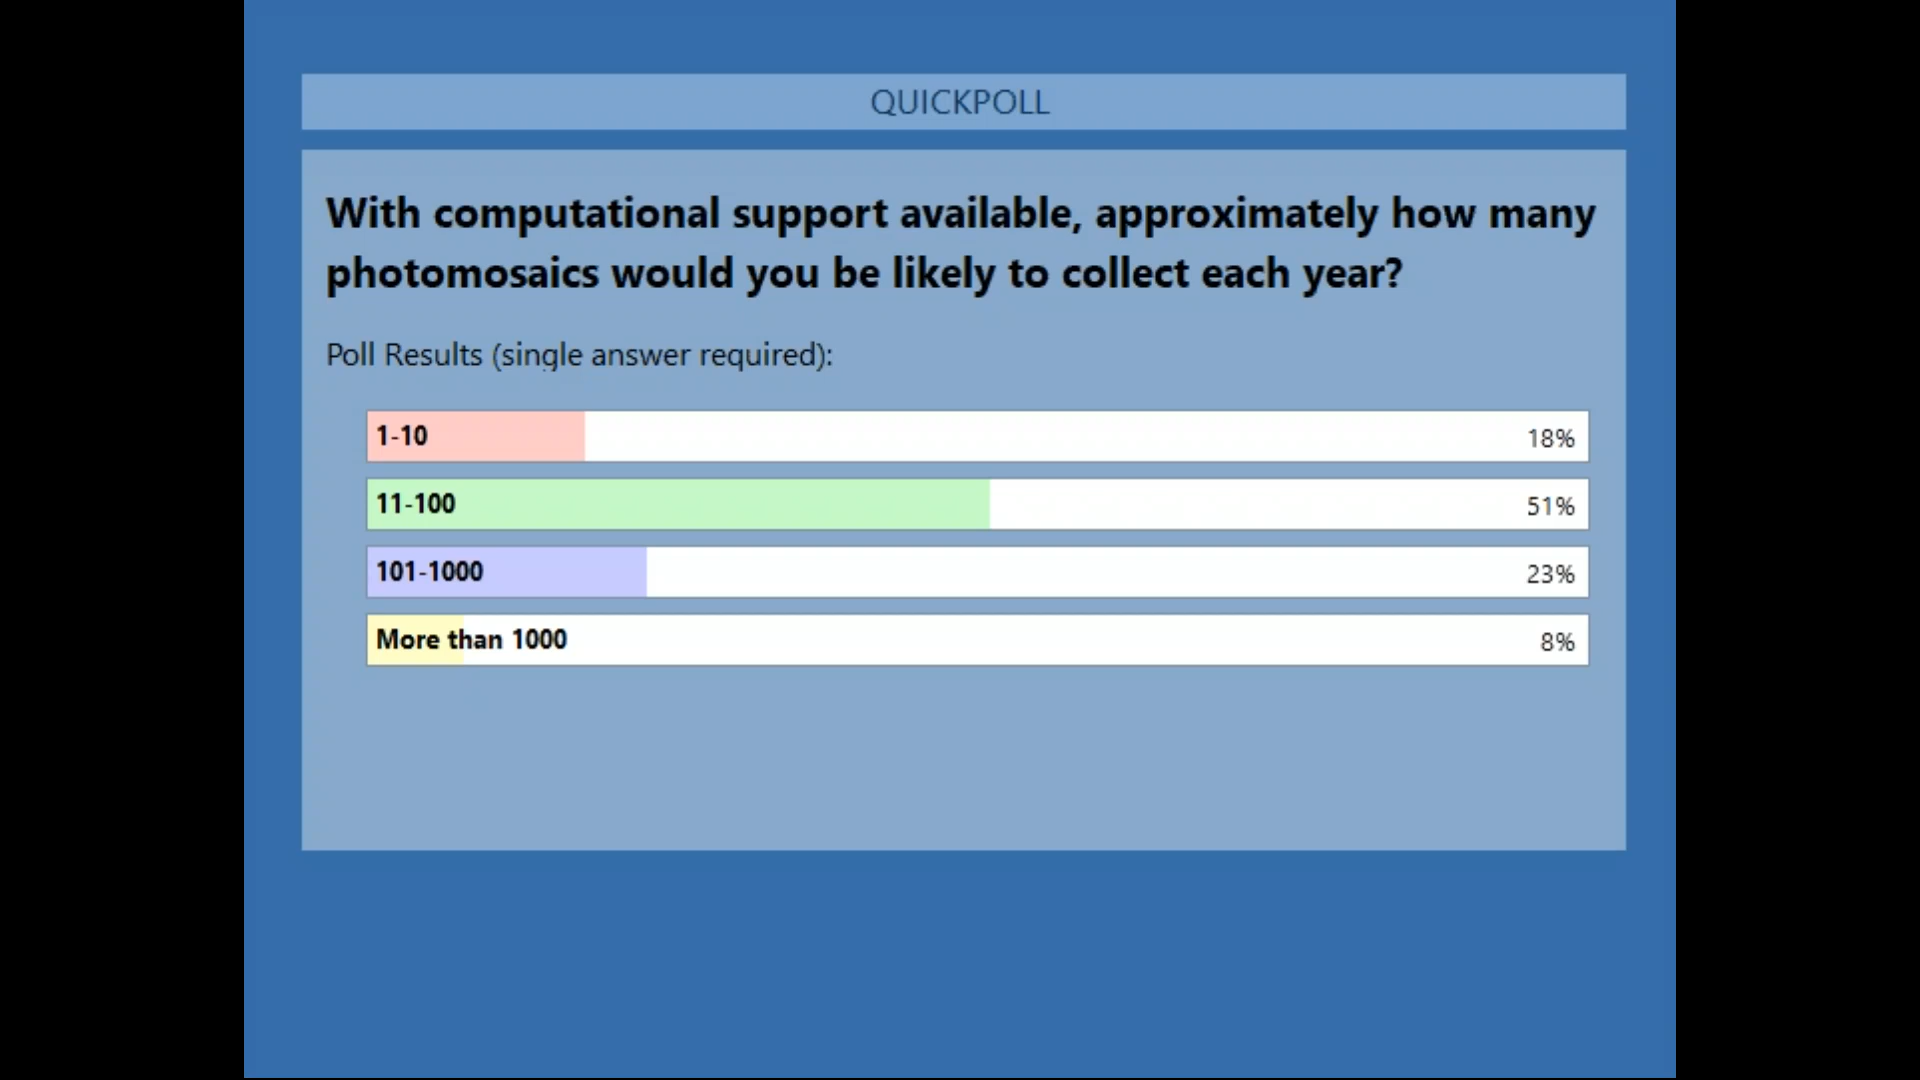 QUICKPOLL
With computational support available, approximately how many
photomosaics would you be likely to collect each year?
Poll Results (single answer required):
1-10 18%
11-100 51%
101-1000 23%
More than 1000 8%